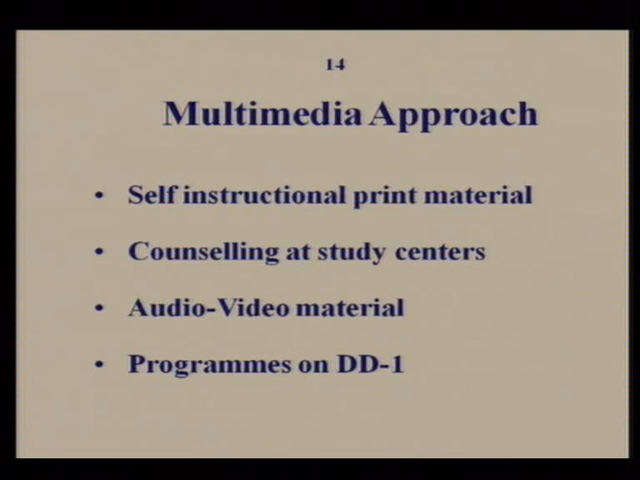 14
Multimedia Approach
• Self instructional print material
• Counselling at study centers
• Audio-Video material
• Programmes on DD-1